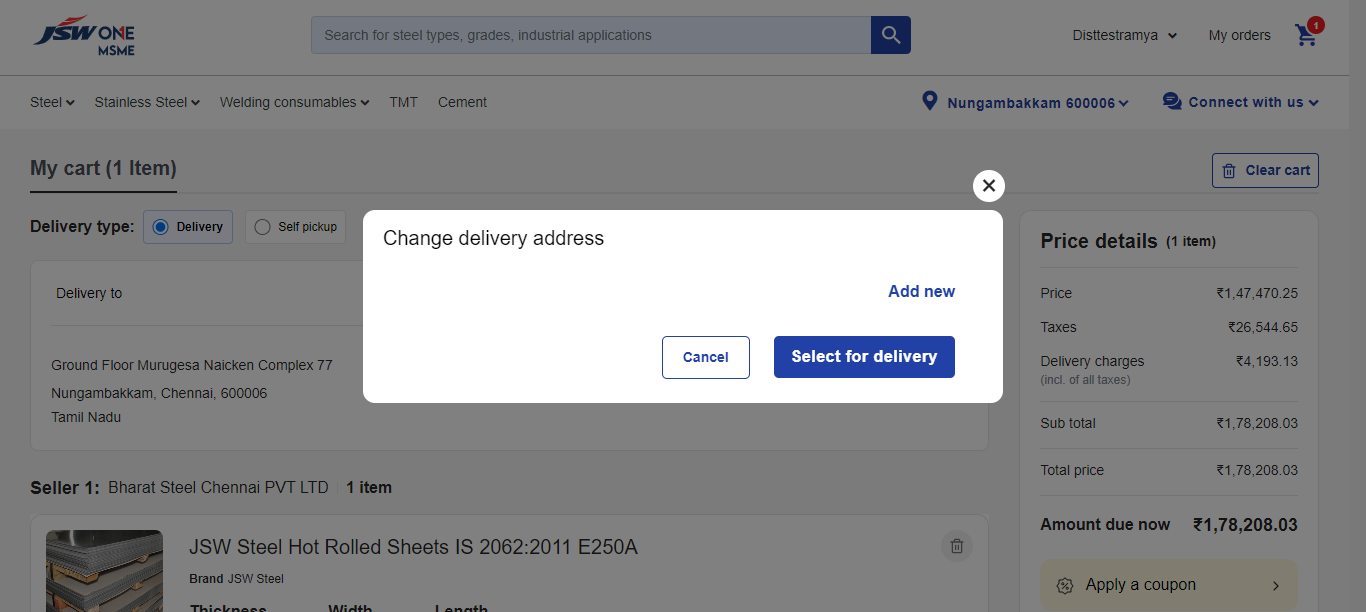 JSW ONE
MSME
Search for steel types, grades, industrial applications
Disttestramya
My orders
1
Steel
Stainless Steel
Welding consumables
TMT
Cement
Nungambakkam 600006
Connect with us
My cart (1 Item)
Clear cart
Delivery type:
Delivery
Self pickup
Change delivery address
Add new
Cancel
Select for delivery
Delivery to
Ground Floor Murugesa Naicken Complex 77
Nungambakkam, Chennai, 600006
Tamil Nadu
Seller 1: Bharat Steel Chennai PVT LTD 1 item
JSW Steel Hot Rolled Sheets IS 2062:2011 E250A
Brand JSW Steel
Thickness Width Length
Price details (1 item)
Price ₹1,47,470.25
Taxes ₹26,544.65
Delivery charges ₹4,193.13
(incl. of all taxes)
Sub total ₹1,78,208.03
Total price ₹1,78,208.03
Amount due now ₹1,78,208.03
Apply a coupon